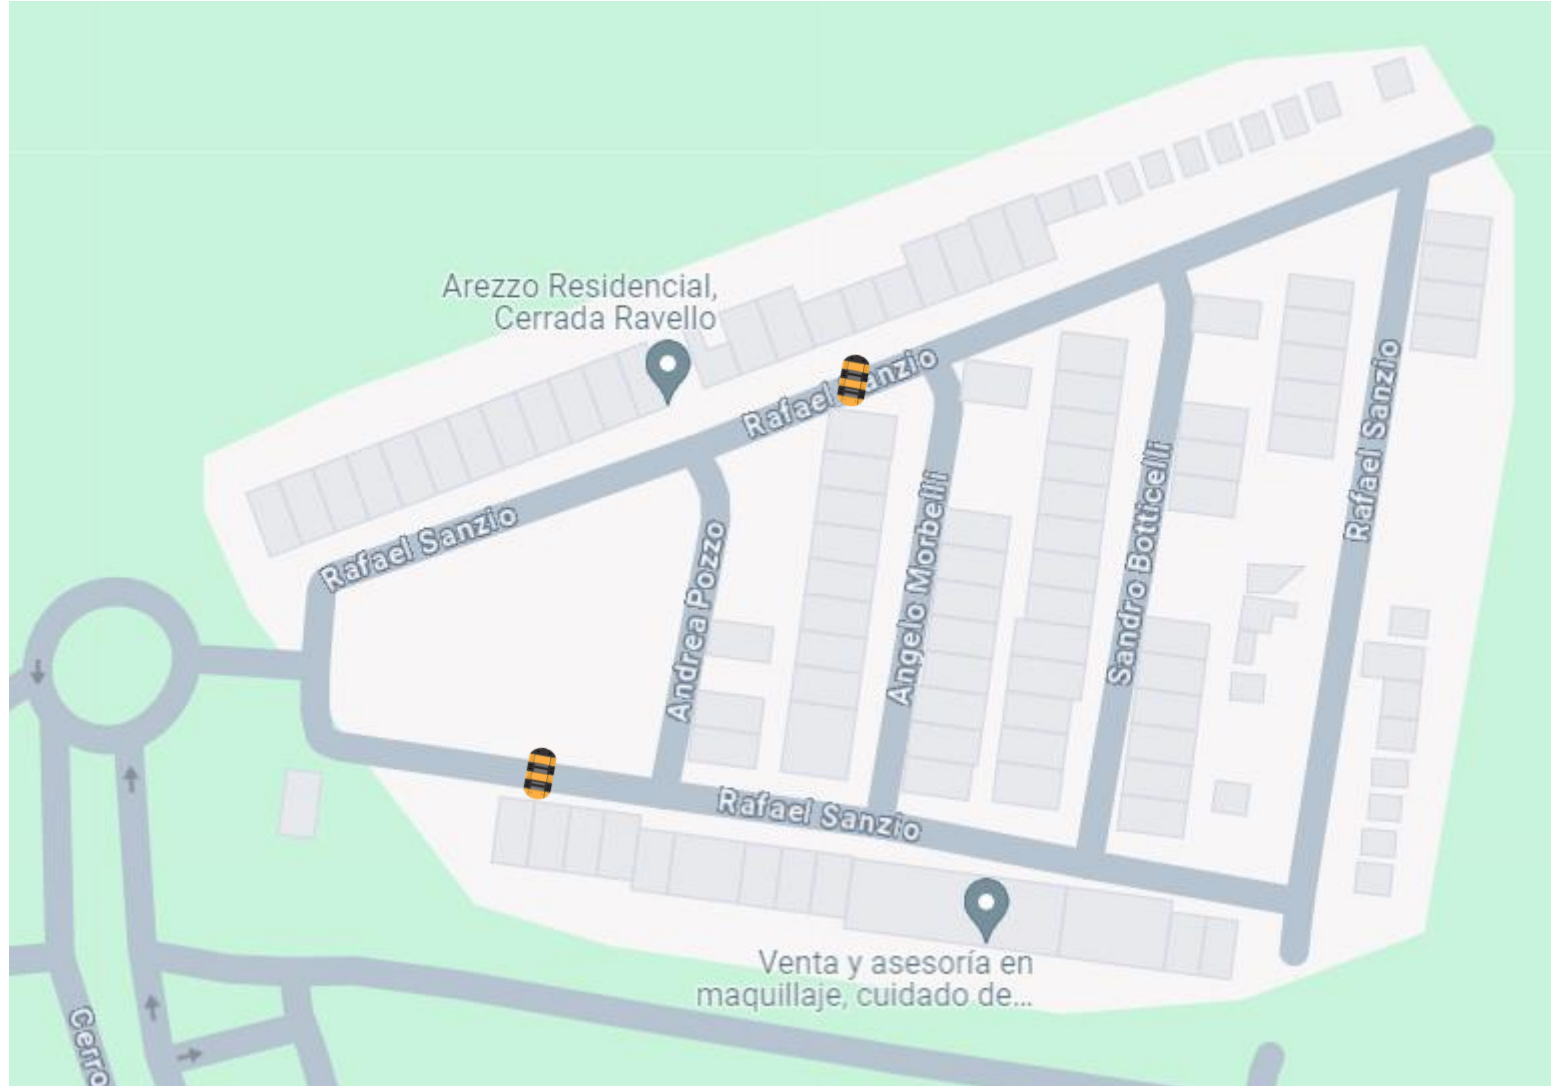 Arezzo Residencial,
Cerrada Ravello
Rafael Sanzio
Rafael Sanzio
Rafael Sanzio
Andrea Pozzo
Angelo Morbelli
Sandro Botticelli
Rafael Sanzio
Venta y asesoría en
maquillaje, cuidado de...
Cerro